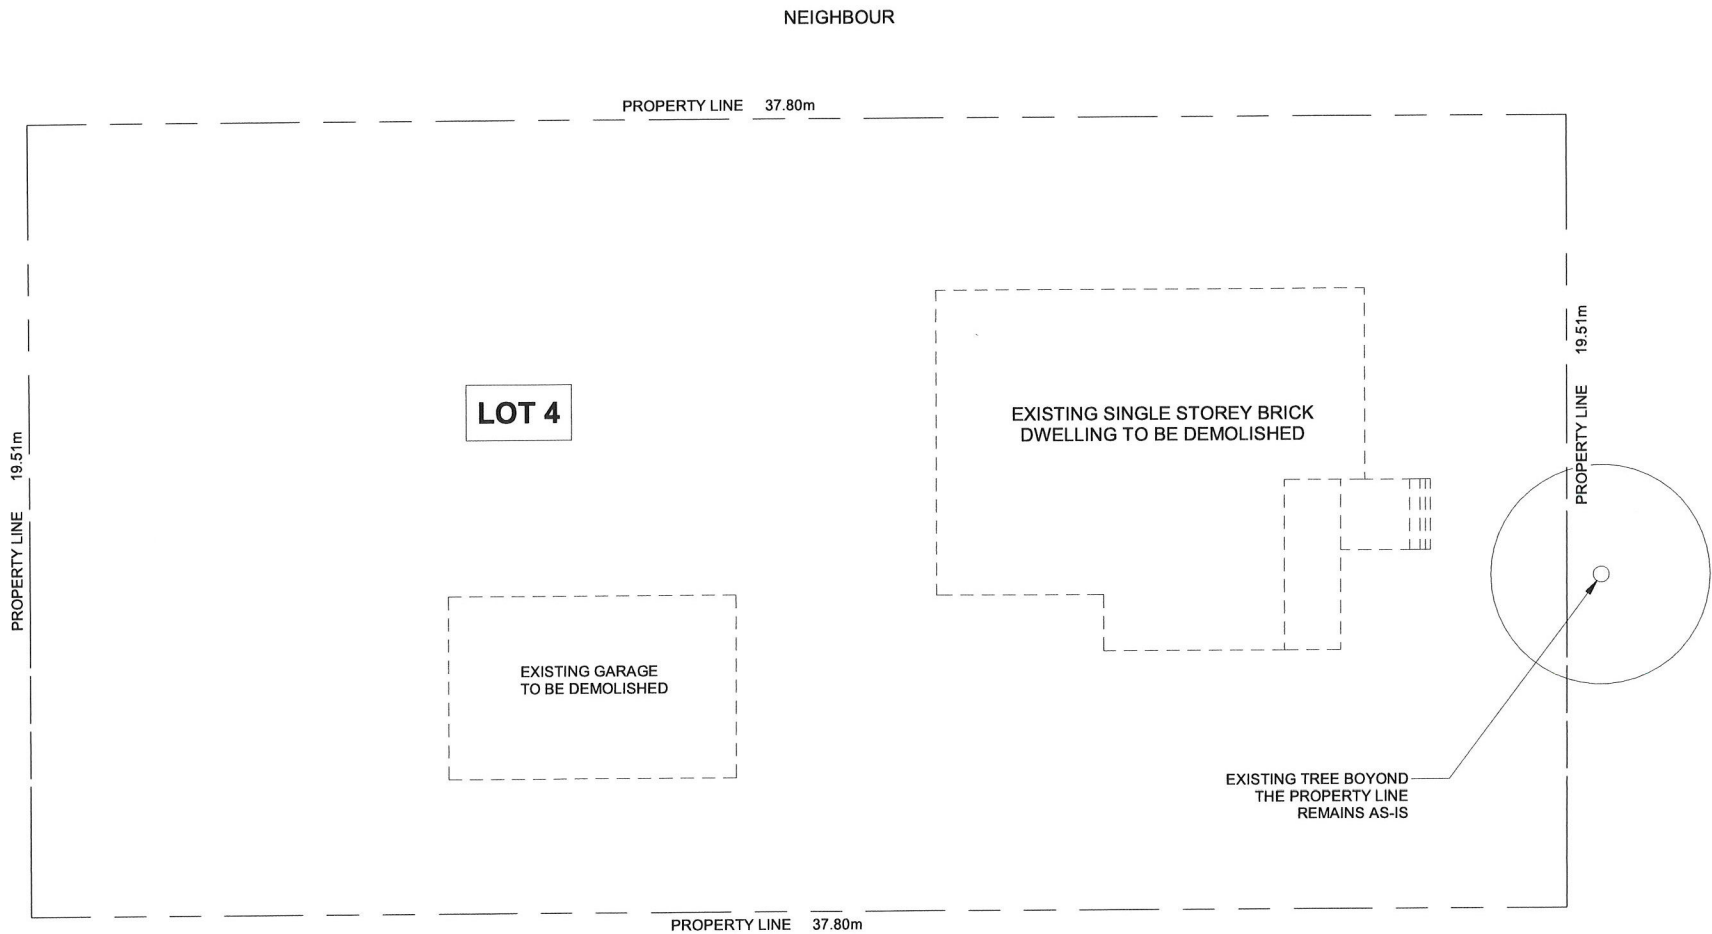 NEIGHBOUR
PROPERTY LINE 37.80m
PROPERTY LINE 19.51m
LOT 4
EXISTING SINGLE STOREY BRICK
DWELLING TO BE DEMOLISHED
PROPERTY LINE 19.51m
EXISTING GARAGE
TO BE DEMOLISHED
EXISTING TREE BOYOND
THE PROPERTY LINE
REMAINS AS-IS
PROPERTY LINE 37.80m